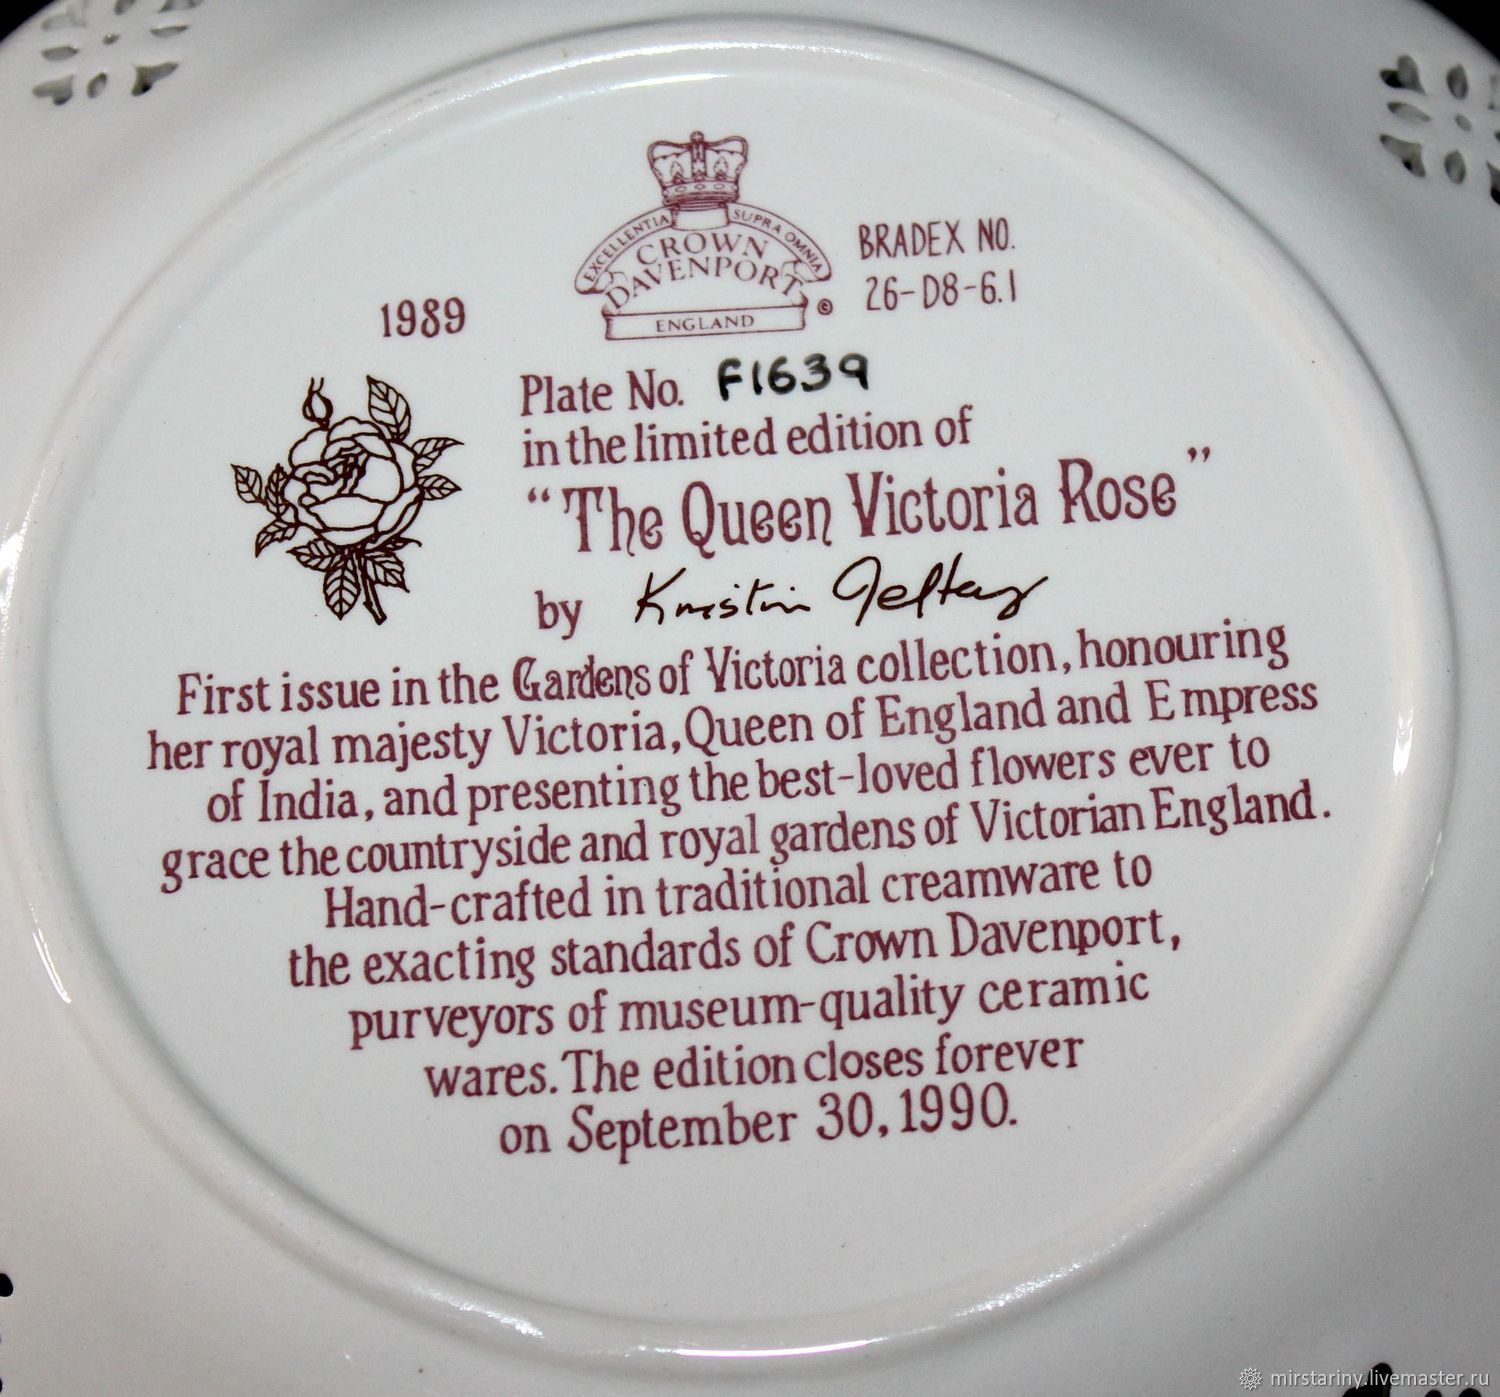 EXCELLENTIA SUPRA OMNIA
CROWN
DAVENPORT
ENGLAND
©
BRADEX NO.
26-D8-6.1
1989
Plate No. F1639
in the limited edition of
"The Queen Victoria Rose"
by Kristin
First issue in the Gardens of Victoria collection, honouring
her royal majesty Victoria, Queen of England and Empress
of India, and presenting the best-loved flowers ever to
grace the countryside and royal gardens of Victorian England.
Hand-crafted in traditional creamware to
the exacting standards of Crown Davenport,
purveyors of museum-quality ceramic
wares. The edition closes forever
on September 30, 1990.
mirstariny.livemaster.ru